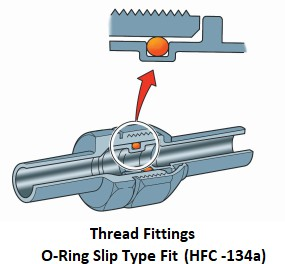 Thread Fittings
O-Ring Slip Type Fit (HFC -134a)